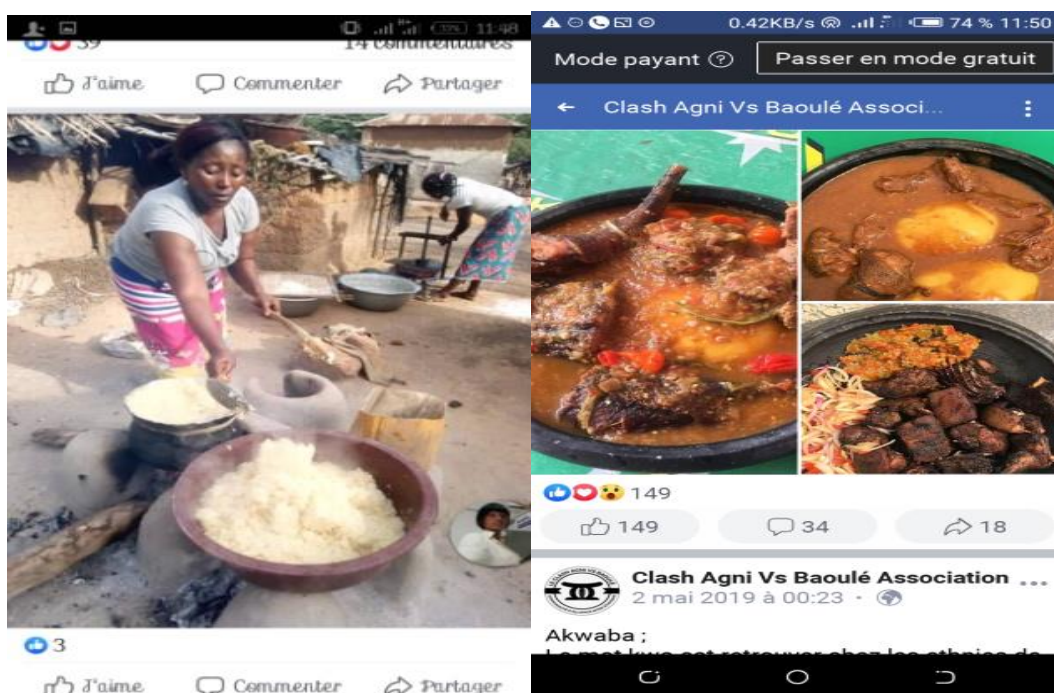 11:48
39
14 commentaires
J'aime Commenter Partager
3
J'aime Commenter Partager
0.42KB/s 74 % 11:50
Mode payant ? Passer en mode gratuit
Clash Agni Vs Baoulé Associ...
149
149 34 18
Clash Agni Vs Baoulé Association ...
2 mai 2019 à 00:23
Akwaba ;